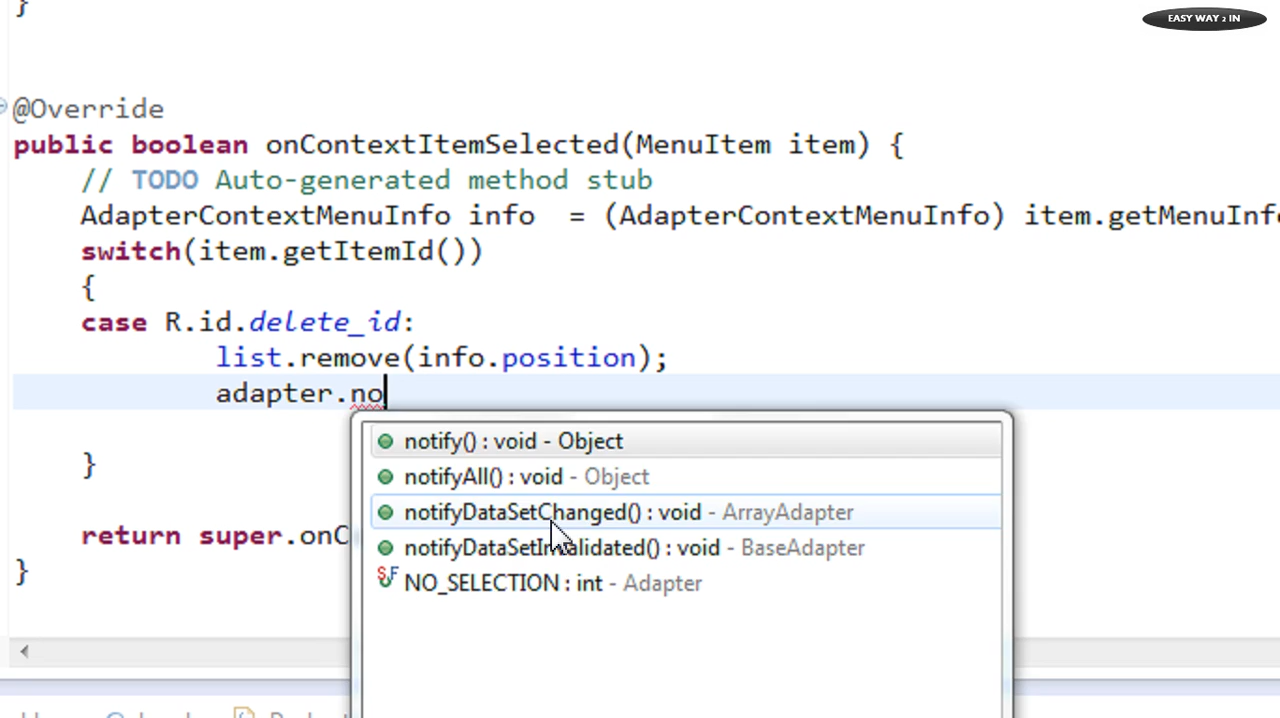 EASY WAY 2 IN
}
@Override
public boolean onContextItemSelected(MenuItem item) {
// TODO Auto-generated method stub
AdapterContextMenuInfo info = (AdapterContextMenuInfo) item.getMenuInfo
switch(item.getItemId())
{
case R.id.delete_id:
list.remove(info.position);
adapter.no
notify() : void - Object
notifyAll() : void - Object
notifyDataSetChanged() : void - ArrayAdapter
notifyDataSetInvalidated() : void - BaseAdapter
NO_SELECTION : int - Adapter
}
return super.onC
}